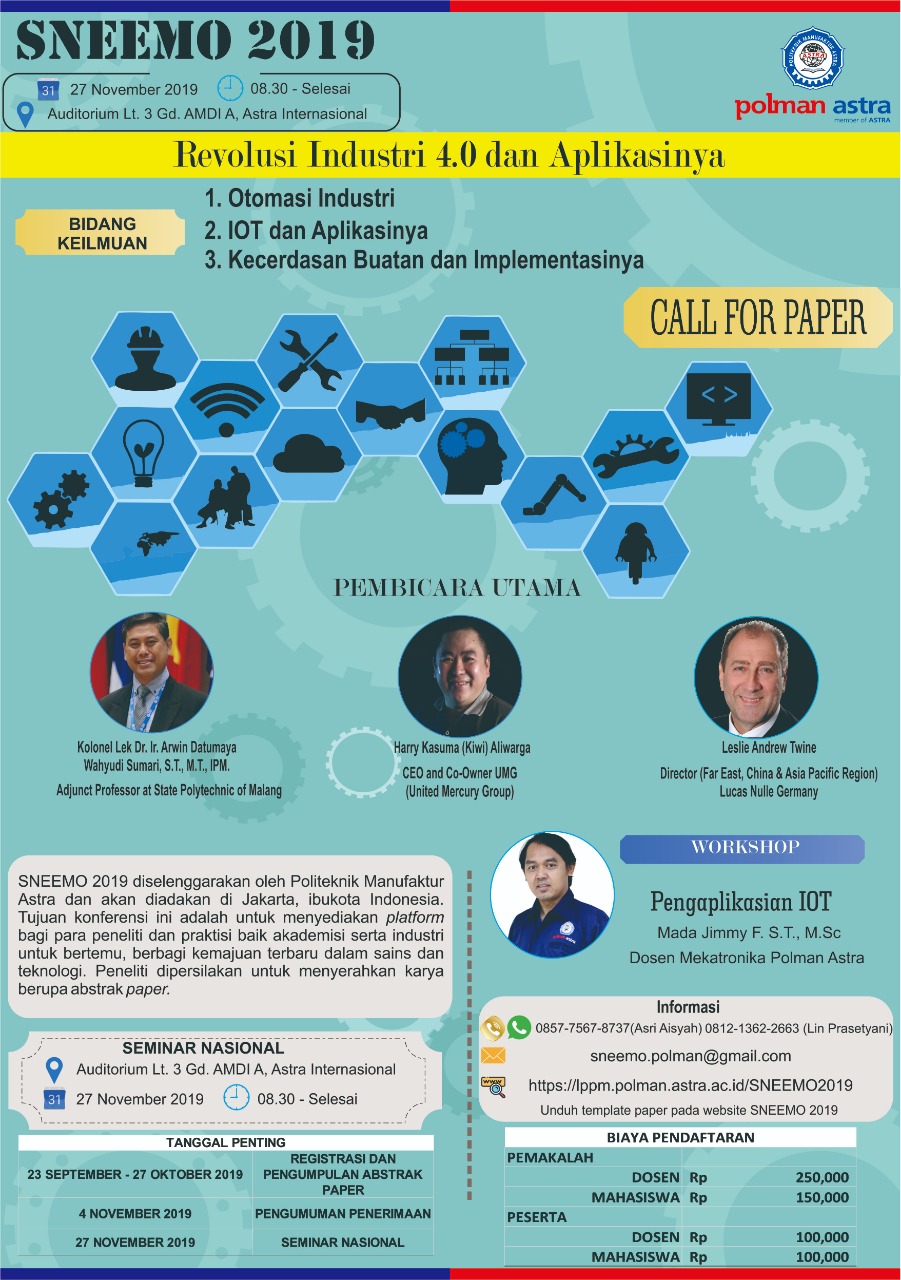 SNEEMO 2019
31 27 November 2019 08.30 - Selesai
Auditorium Lt. 3 Gd. AMDI A, Astra Internasional
POLITEKNIK MANUFAKTUR ASTRA
ASTRA
polman astra
member of ASTRA
Revolusi Industri 4.0 dan Aplikasinya
BIDANG
KEILMUAN
1. Otomasi Industri
2. IOT dan Aplikasinya
3. Kecerdasan Buatan dan Implementasinya
CALL FOR PAPER
< >
PEMBICARA UTAMA
Kolonel Lek Dr. Ir. Arwin Datumaya
Wahyudi Sumari, S.T., M.T., IPM.
Adjunct Professor at State Polytechnic of Malang
Harry Kasuma (Kiwi) Aliwarga
CEO and Co-Owner UMG
(United Mercury Group)
Leslie Andrew Twine
Director (Far East, China & Asia Pacific Region)
Lucas Nulle Germany
SNEEMO 2019 diselenggarakan oleh Politeknik Manufaktur
Astra dan akan diadakan di Jakarta, ibukota Indonesia.
Tujuan konferensi ini adalah untuk menyediakan platform
bagi para peneliti dan praktisi baik akademisi serta industri
untuk bertemu, berbagi kemajuan terbaru dalam sains dan
teknologi. Peneliti dipersilakan untuk menyerahkan karya
berupa abstrak paper.
WORKSHOP
Pengaplikasian IOT
Mada Jimmy F. S.T., M.Sc
Dosen Mekatronika Polman Astra
Informasi
0857-7567-8737(Asri Aisyah) 0812-1362-2663 (Lin Prasetyani)
sneemo.polman@gmail.com
www https://lppm.polman.astra.ac.id/SNEEMO2019
Unduh template paper pada website SNEEMO 2019
SEMINAR NASIONAL
Auditorium Lt. 3 Gd. AMDI A, Astra Internasional
31 27 November 2019 08.30 - Selesai
TANGGAL PENTING
23 SEPTEMBER - 27 OKTOBER 2019 REGISTRASI DAN
PENGUMPULAN ABSTRAK
PAPER
4 NOVEMBER 2019 PENGUMUMAN PENERIMAAN
27 NOVEMBER 2019 SEMINAR NASIONAL
BIAYA PENDAFTARAN
PEMAKALAH
DOSEN Rp 250,000
MAHASISWA Rp 150,000
PESERTA
DOSEN Rp 100,000
MAHASISWA Rp 100,000